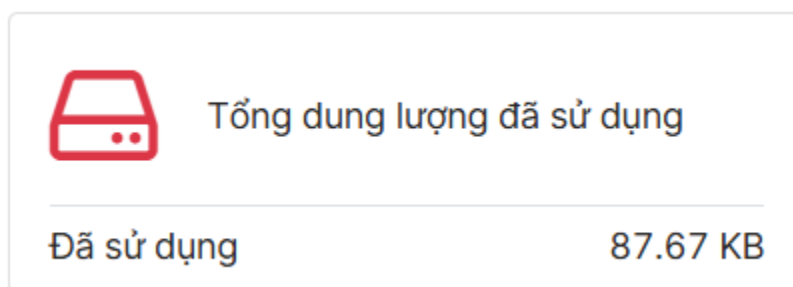 Tổng dung lượng đã sử dụng
Đã sử dụng 87.67 KB